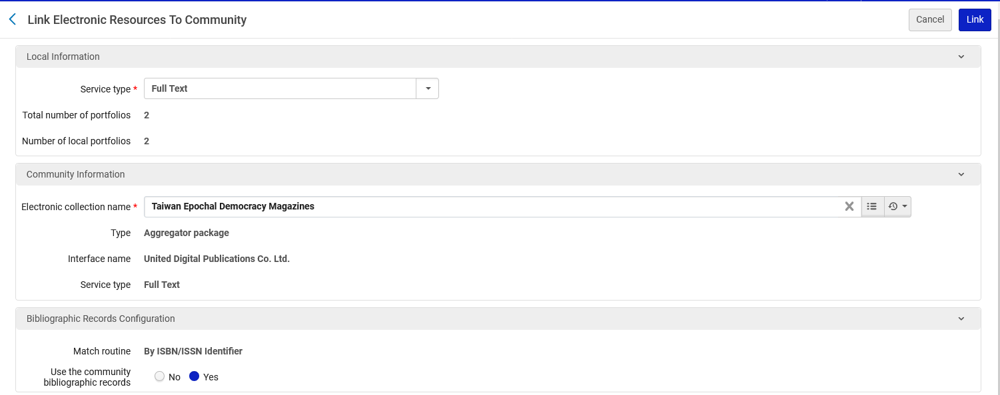 Link Electronic Resources To Community
Cancel
Link
Local Information
Service type *
Full Text
Total number of portfolios 2
Number of local portfolios 2
Community Information
Electronic collection name *
Taiwan Epochal Democracy Magazines
Type Aggregator package
Interface name United Digital Publications Co. Ltd.
Service type Full Text
Bibliographic Records Configuration
Match routine By ISBN/ISSN Identifier
Use the community
bibliographic records
No
Yes